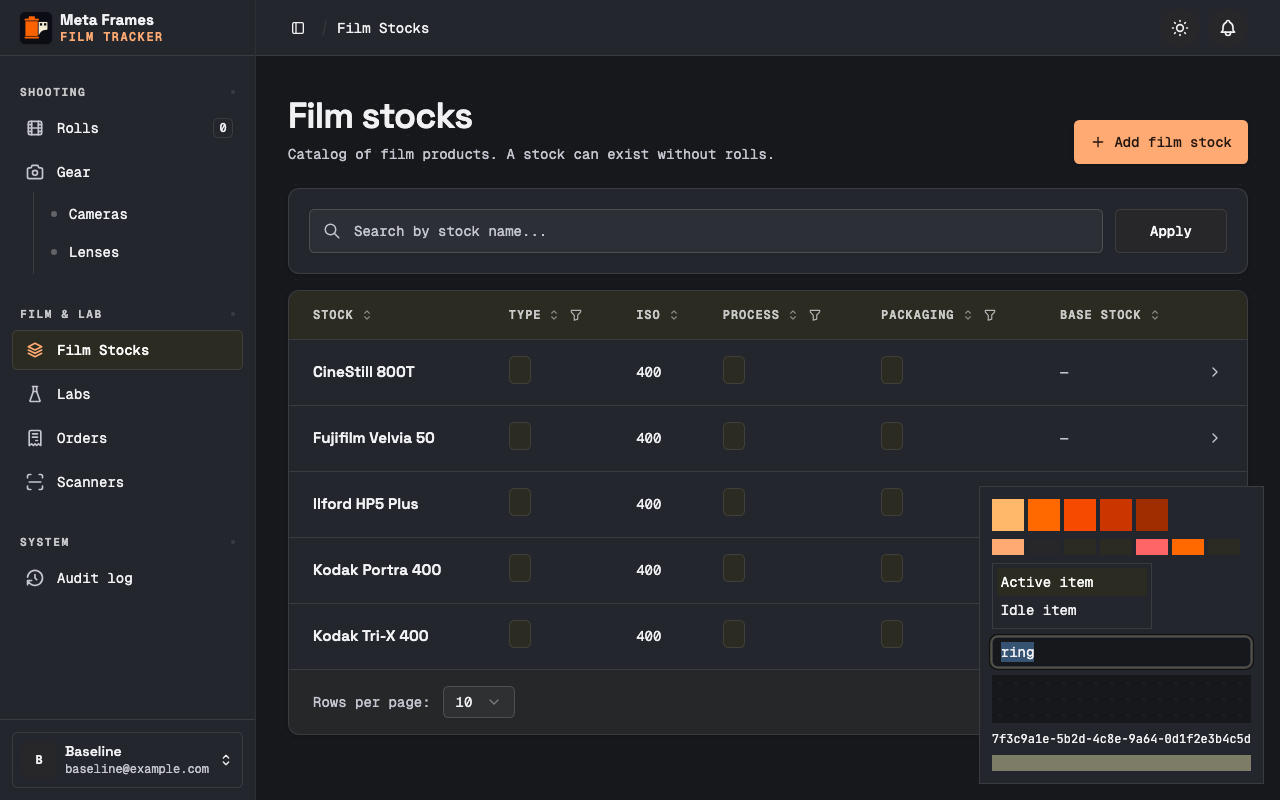 Meta Frames
FILM TRACKER
Film Stocks
SHOOTING
Rolls
0
Gear
Cameras
Lenses
FILM & LAB
Film Stocks
Labs
Orders
Scanners
SYSTEM
Audit log
B
Baseline
baseline@example.com
Film stocks
Catalog of film products. A stock can exist without rolls.
+ Add film stock
Search by stock name...
Apply
STOCK TYPE ISO PROCESS PACKAGING BASE STOCK
CineStill 800T 400 —
Fujifilm Velvia 50 400 —
Ilford HP5 Plus 400
Kodak Portra 400 400
Kodak Tri-X 400 400
Rows per page: 10
Active item
Idle item
ring
7f3c9a1e-5b2d-4c8e-9a64-0d1f2e3b4c5d